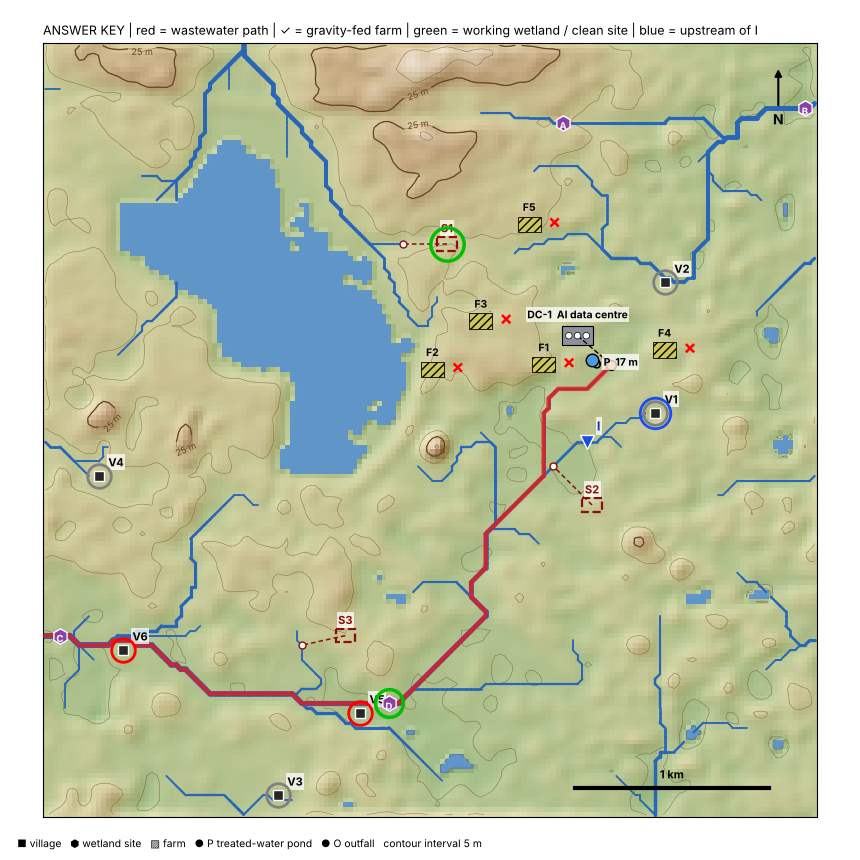 ANSWER KEY | red = wastewater path | ✓ = gravity-fed farm | green = working wetland / clean site | blue = upstream of I
25 m
25 m
25 m
B
A
N
F5
S1
V2
F3
DC-1 AI data centre
F4
F1
F2
P 17 m
V1
25 m
I
25 m
V4
S2
S3
C
V6
V5
D
1 km
V3
■ village ⬢ wetland site ▨ farm ● P treated-water pond ● O outfall contour interval 5 m